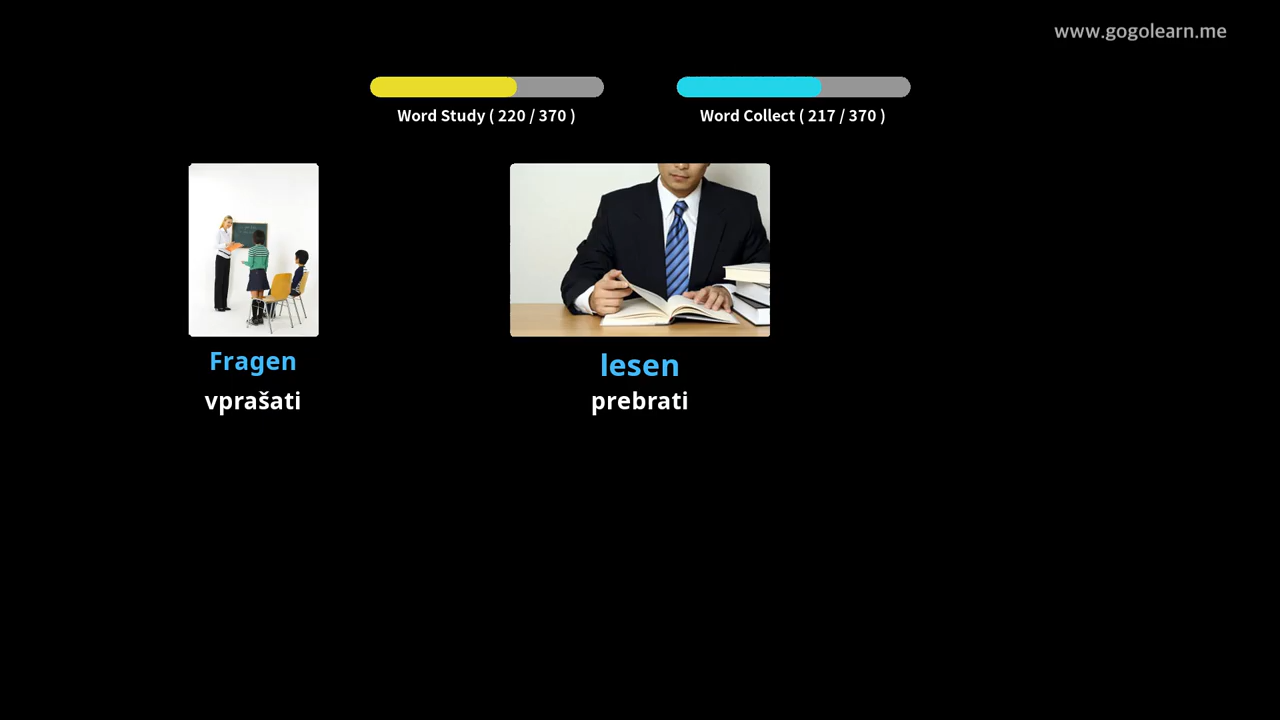 www.gogolearn.me
Word Study ( 220 / 370 )
Word Collect ( 217 / 370 )
Fragen
vprašati
lesen
prebrati